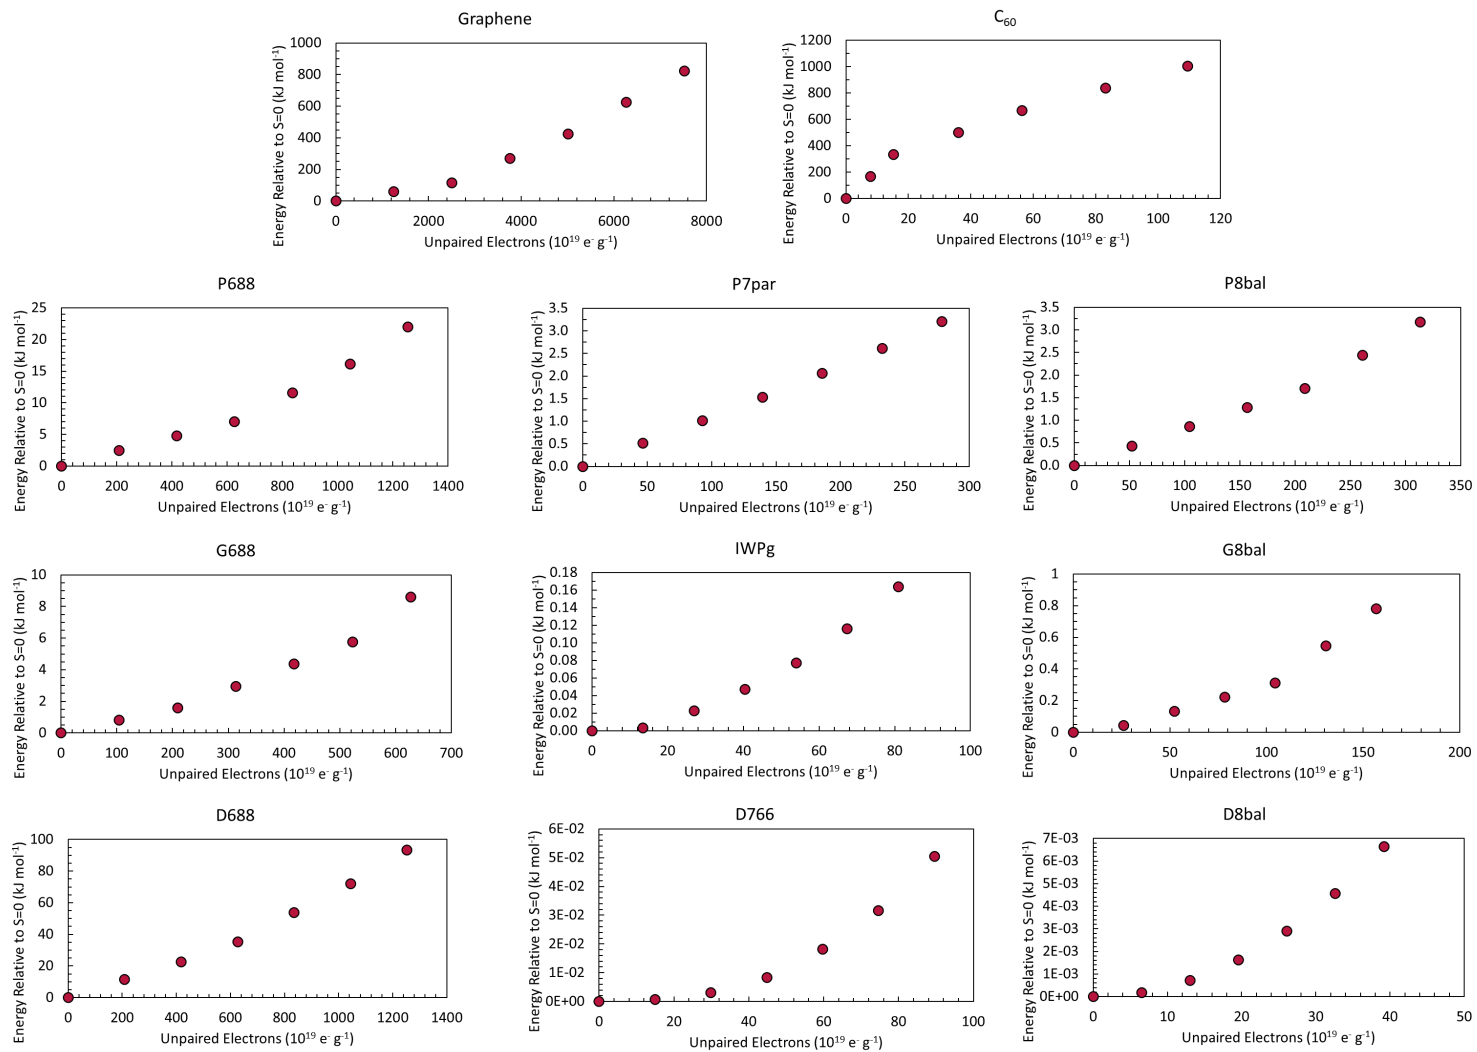 Graphene
Energy Relative to S=0 (kJ mol⁻¹)
1000
800
600
400
200
0
0 2000 4000 6000 8000
Unpaired Electrons (10¹⁹ e⁻ g⁻¹)
C₆₀
Energy Relative to S=0 (kJ mol⁻¹)
1200
1000
800
600
400
200
0
0 20 40 60 80 100 120
Unpaired Electrons (10¹⁹ e⁻ g⁻¹)
P688
Energy Relative to S=0 (kJ mol⁻¹)
25
20
15
10
5
0
0 200 400 600 800 1000 1200 1400
Unpaired Electrons (10¹⁹ e⁻ g⁻¹)
P7par
Energy Relative to S=0 (kJ mol⁻¹)
3.5
3.0
2.5
2.0
1.5
1.0
0.5
0.0
0 50 100 150 200 250 300
Unpaired Electrons (10¹⁹ e⁻ g⁻¹)
P8bal
Energy Relative to S=0 (kJ mol⁻¹)
3.5
3.0
2.5
2.0
1.5
1.0
0.5
0.0
0 50 100 150 200 250 300 350
Unpaired Electrons (10¹⁹ e⁻ g⁻¹)
G688
Energy Relative to S=0 (kJ mol⁻¹)
10
8
6
4
2
0
0 100 200 300 400 500 600 700
Unpaired Electrons (10¹⁹ e⁻ g⁻¹)
IWPg
Energy Relative to S=0 (kJ mol⁻¹)
0.18
0.16
0.14
0.12
0.10
0.08
0.06
0.04
0.02
0.00
0 20 40 60 80 100
Unpaired Electrons (10¹⁹ e⁻ g⁻¹)
G8bal
Energy Relative to S=0 (kJ mol⁻¹)
1
0.8
0.6
0.4
0.2
0
0 50 100 150 200
Unpaired Electrons (10¹⁹ e⁻ g⁻¹)
D688
Energy Relative to S=0 (kJ mol⁻¹)
100
80
60
40
20
0
0 200 400 600 800 1000 1200 1400
Unpaired Electrons (10¹⁹ e⁻ g⁻¹)
D766
Energy Relative to S=0 (kJ mol⁻¹)
6E-02
5E-02
4E-02
3E-02
2E-02
1E-02
0E+00
0 20 40 60 80 100
Unpaired Electrons (10¹⁹ e⁻ g⁻¹)
D8bal
Energy Relative to S=0 (kJ mol⁻¹)
7E-03
6E-03
5E-03
4E-03
3E-03
2E-03
1E-03
0E+00
0 10 20 30 40 50
Unpaired Electrons (10¹⁹ e⁻ g⁻¹)